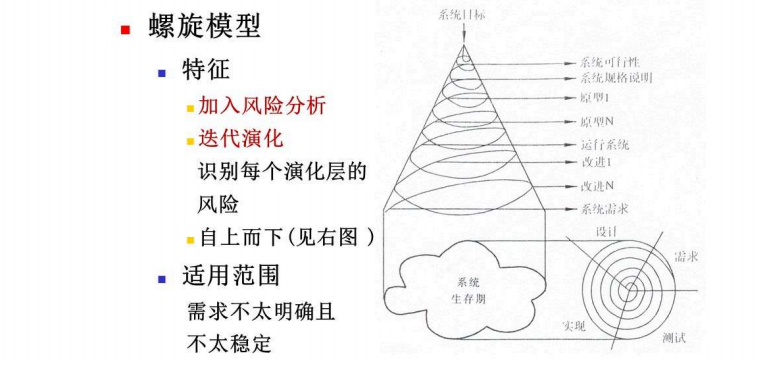 螺旋模型
特征
加入风险分析
迭代演化
识别每个演化层的
风险
自上而下(见右图 )
适用范围
需求不太明确且
不太稳定
系统目标
系统可行性
系统规格说明
原型1
原型N
运行系统
改进1
改进N
系统需求
设计
需求
系统
生存期
实现
测试